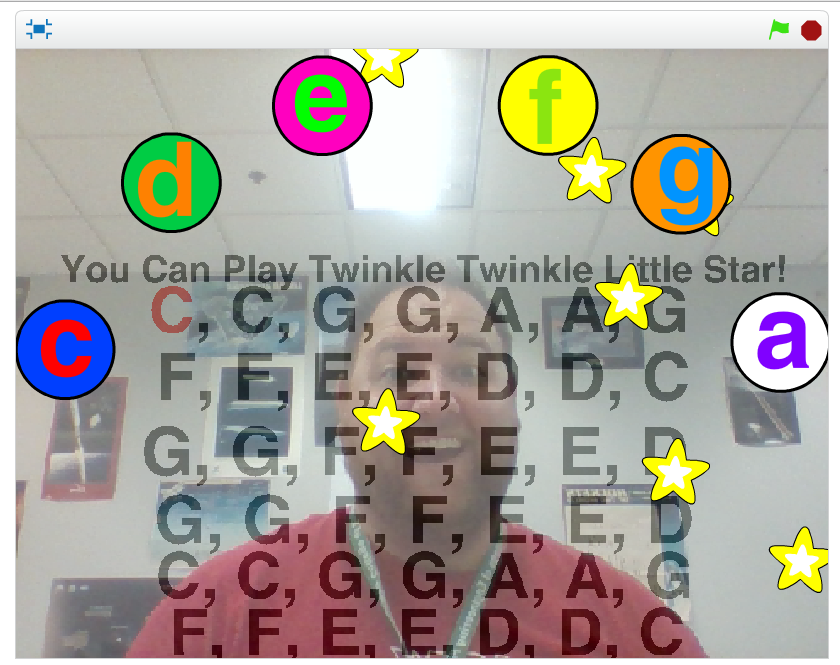 e f
d g
You Can Play Twinkle Twinkle Little Star!
C, C, G, G, A, A, G
c a
F, F, E, E, D, D, C
G, G, F, F, E, E, D
G, G, F, F, E, E, D
C, C, G, G, A, A, G
F, F, E, E, D, D, C